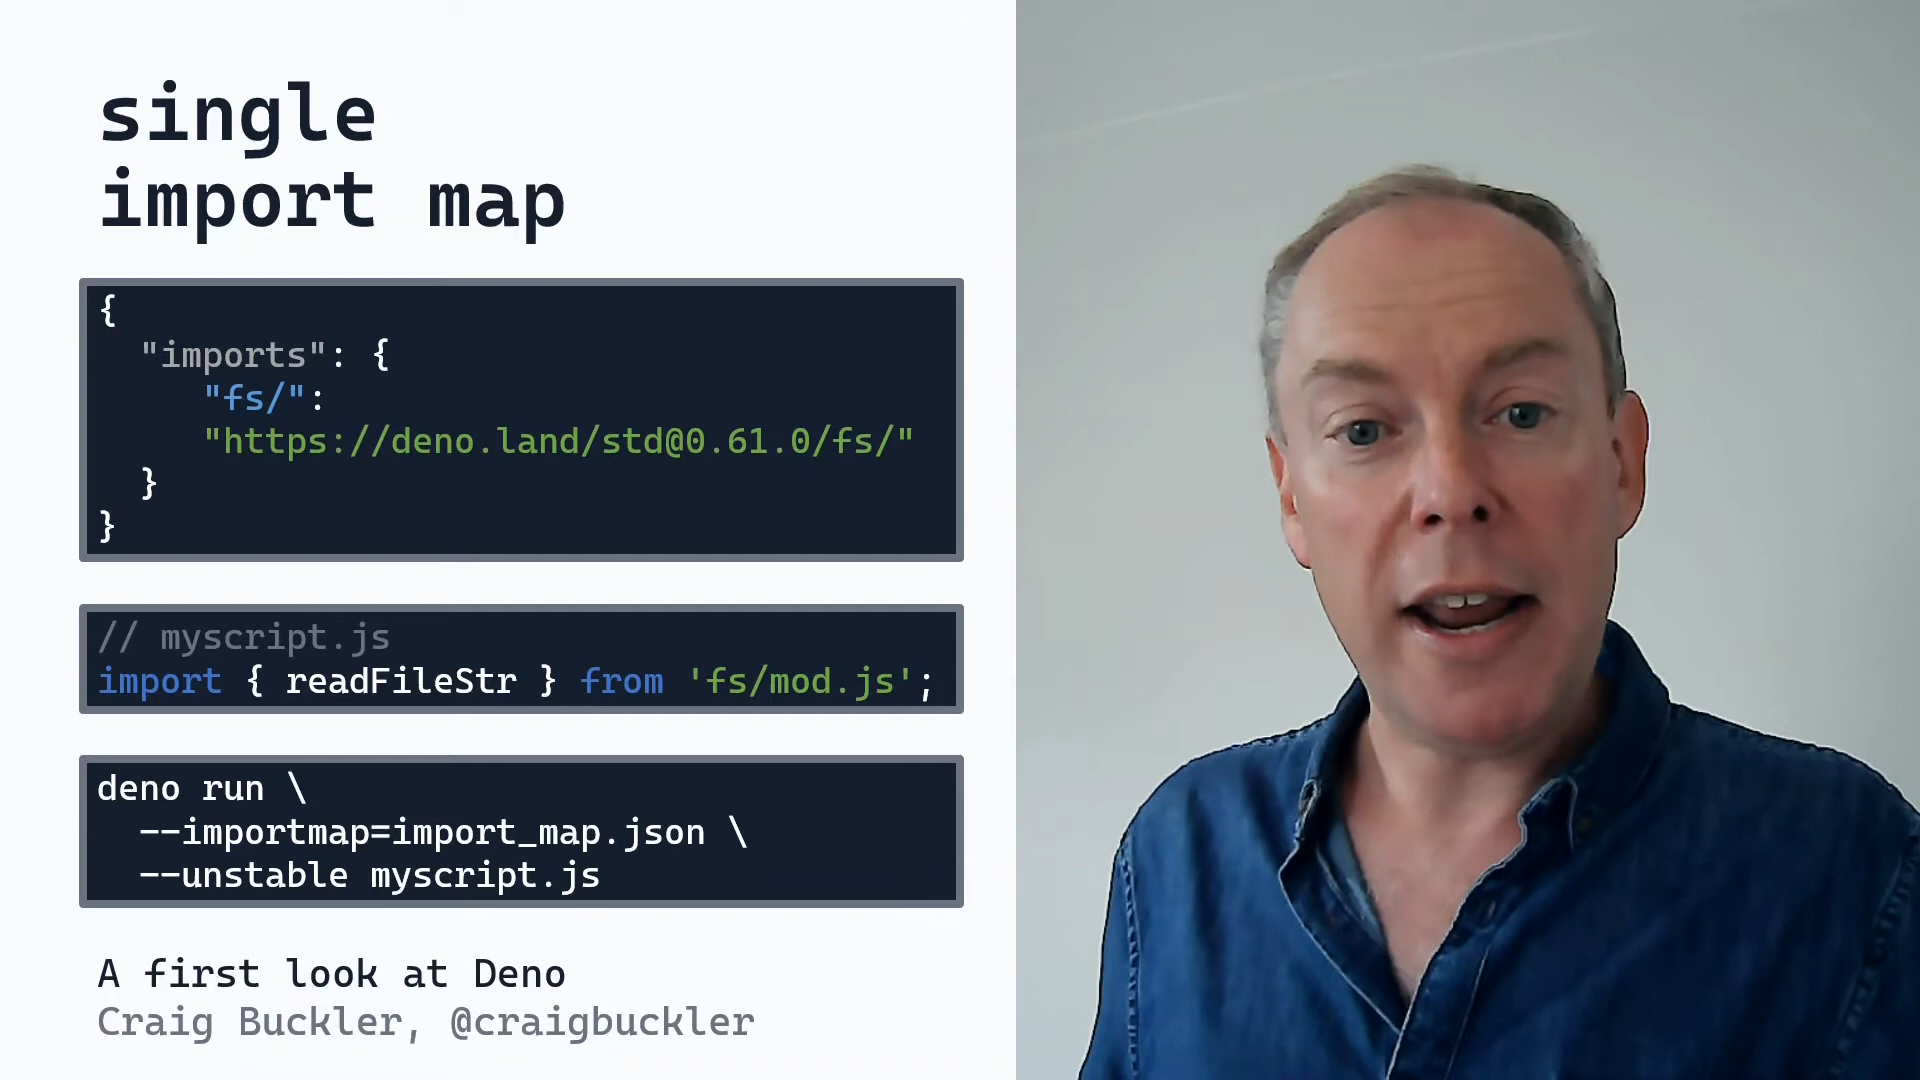 single
import map
{
"imports": {
"fs/":
"https://deno.land/std@0.61.0/fs/"
}
}
// myscript.js
import { readFileStr } from 'fs/mod.js';
deno run \
--importmap=import_map.json \
--unstable myscript.js
A first look at Deno
Craig Buckler, @craigbuckler